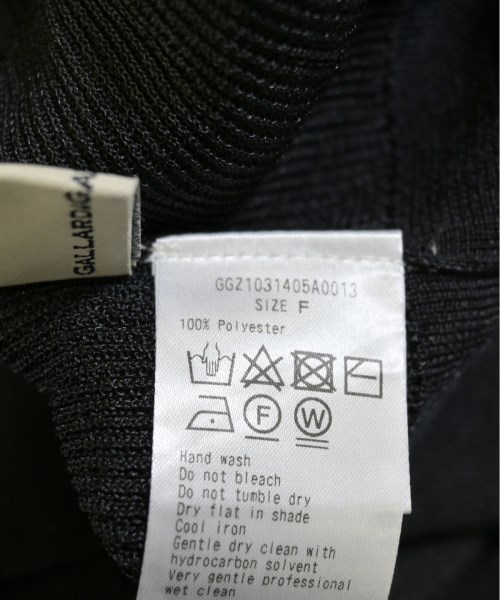 GALLARDAGA
GGZ1031405A0013
SIZE F
100% Polyester
F W
Hand wash
Do not bleach
Do not tumble dry
Dry flat in shade
Cool iron
Gentle dry clean with
hydrocarbon solvent
Very gentle professional
wet clean